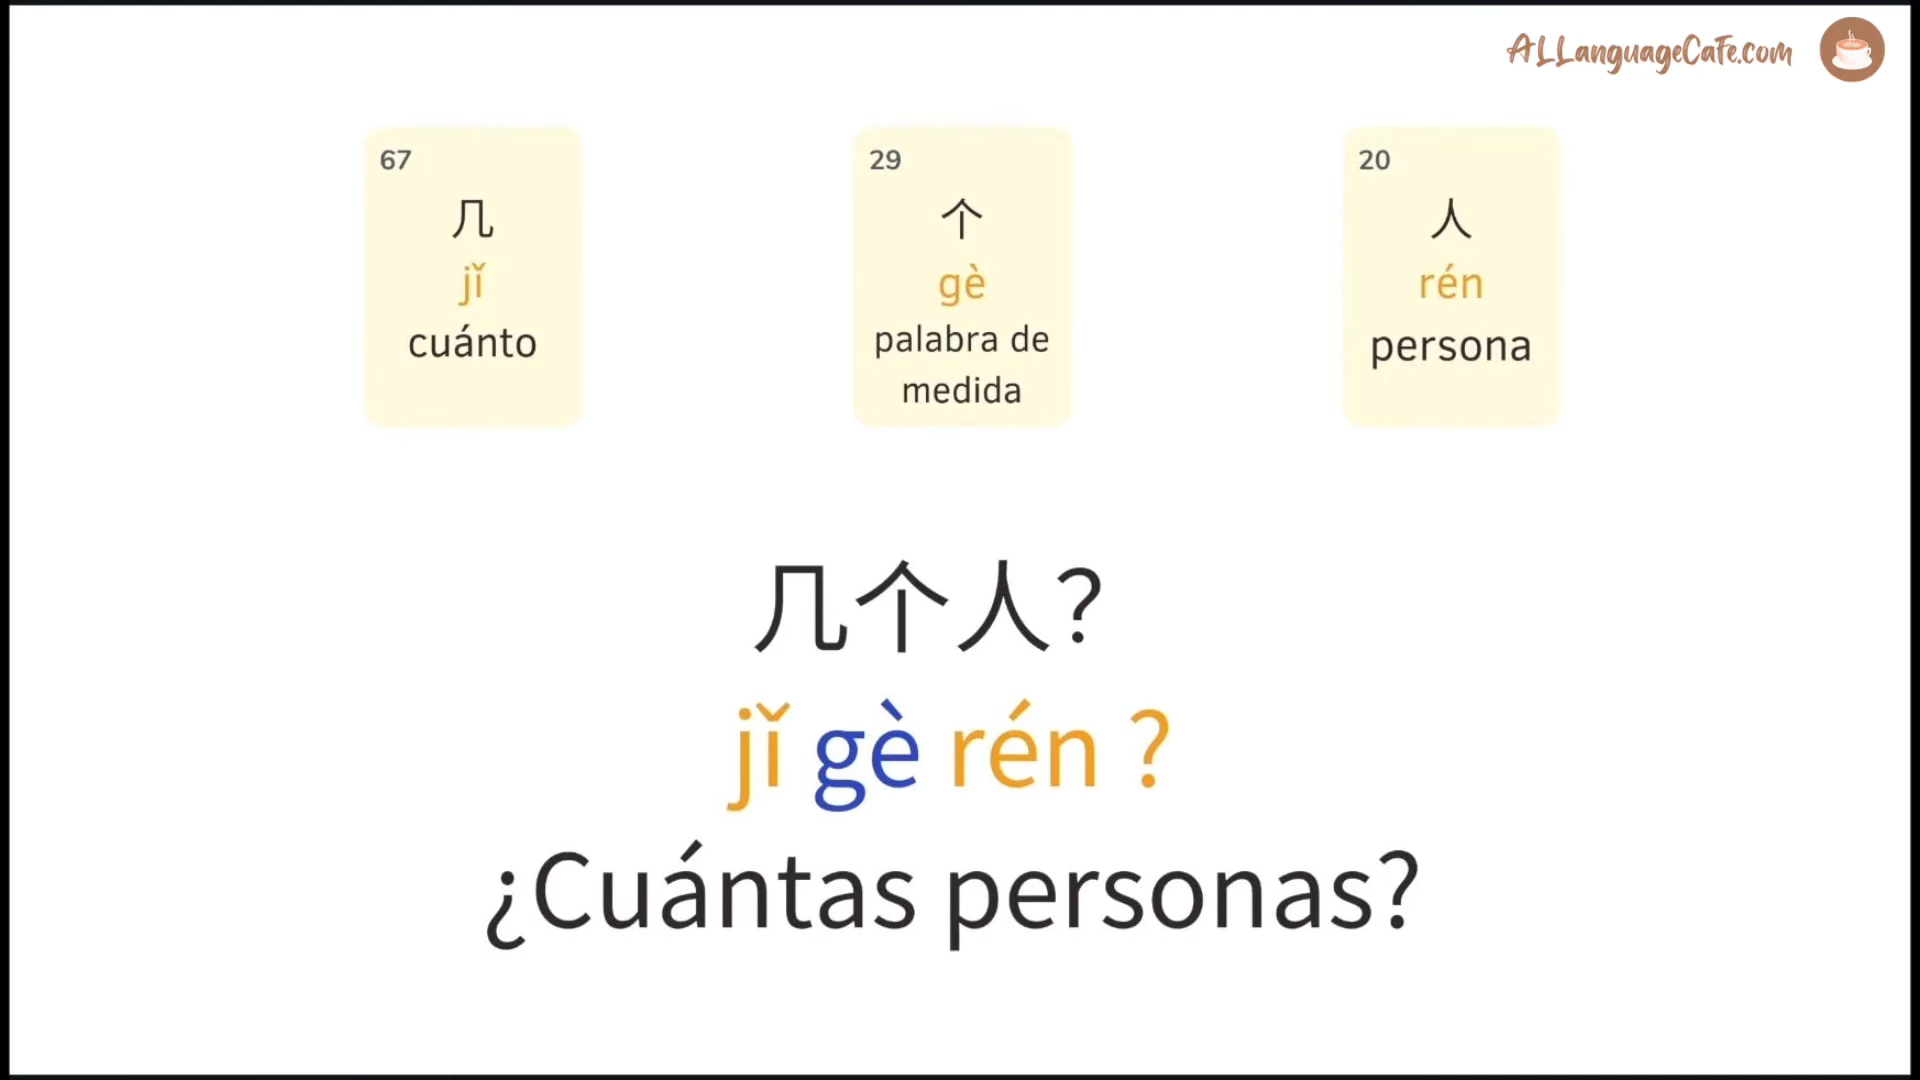 ALLanguageCafe.com
67
几
jǐ
cuánto
29
个
gè
palabra de
medida
20
人
rén
persona
几个人?
jǐ gè rén ?
¿Cuántas personas?